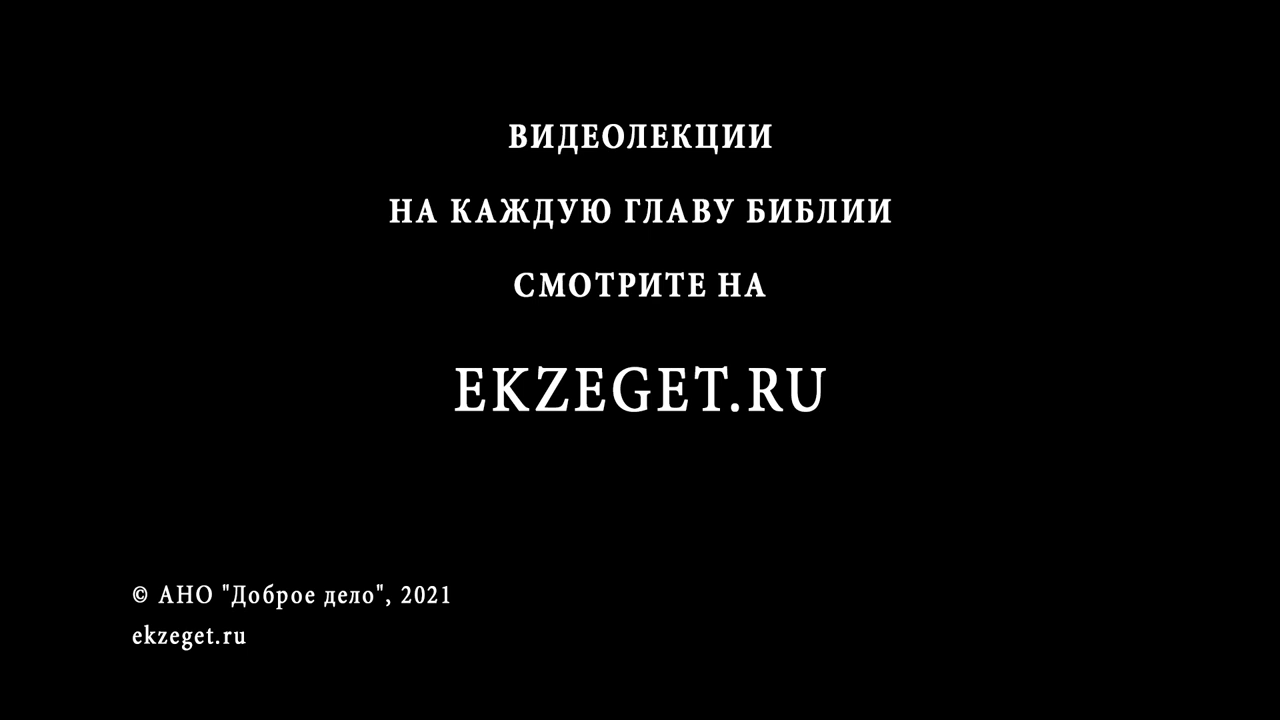 ВИДЕОЛЕКЦИИ
НА КАЖДУЮ ГЛАВУ БИБЛИИ
СМОТРИТЕ НА
EKZEGET.RU
© АНО "Доброе дело", 2021
ekzeget.ru